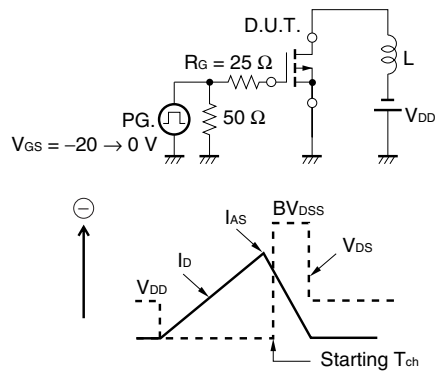 D.U.T.
RG = 25 Ω
L
PG.
50 Ω
VDD
VGS = −20 → 0 V
⊖
BVDSS
IAS
ID
VDS
VDD
Starting Tch